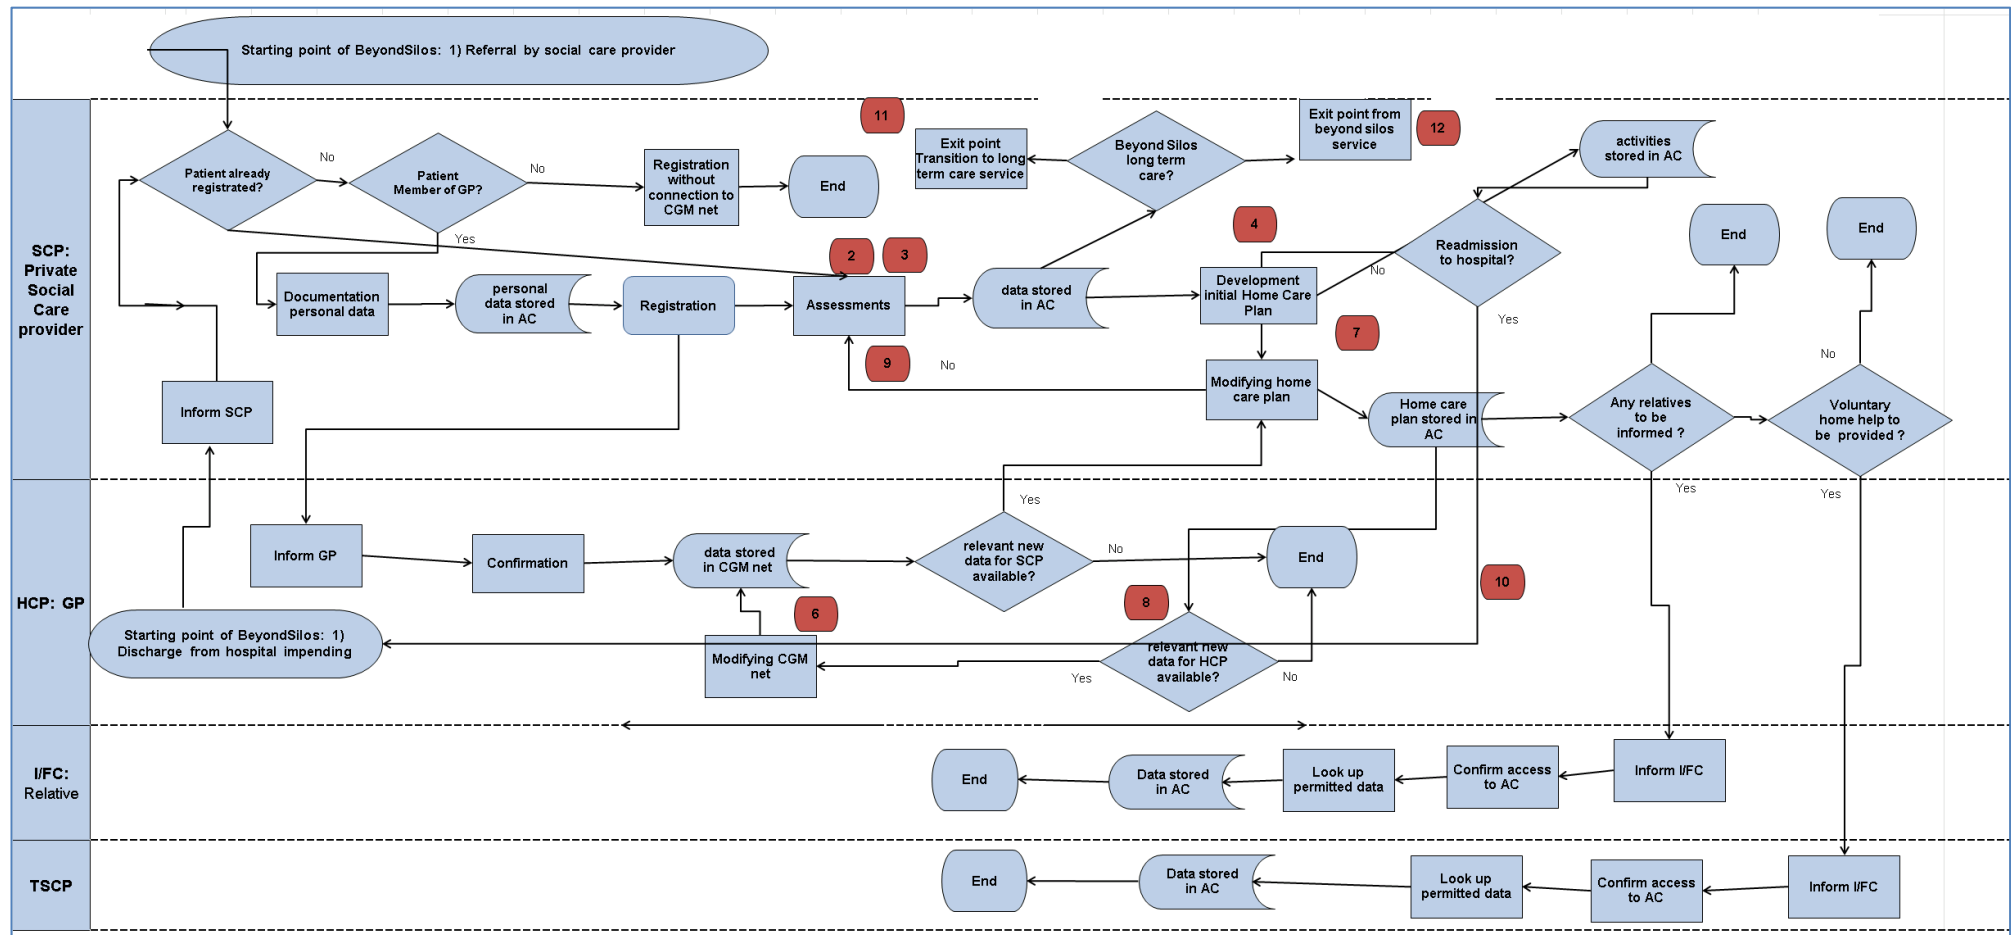 Starting point of BeyondSilos: 1) Referral by social care provider
SCP:
Private
Social
Care
provider
Patient already
registered?
No
Patient
Member of GP?
No
Yes
Registration
without
connection to
CGM net
End
11
Exit point
Transition to long
term care service
Beyond Silos
long term
care?
Exit point from
beyond silos
service
12
activities
stored in AC
Documentation
personal data
personal
data stored
in AC
Registration
2
3
Assessments
9
No
data stored
in AC
4
Development
initial Home Care
Plan
No
Readmission
to hospital?
Yes
7
Modifying home
care plan
Home care
plan stored in
AC
Any relatives
to be
informed ?
Yes
End
Voluntary
home help to
be provided ?
No
Yes
End
Inform SCP
HCP: GP
Inform GP
Confirmation
data stored
in CGM net
relevant new
data for SCP
available?
Yes
No
End
10
Starting point of BeyondSilos: 1)
Discharge from hospital impending
6
Modifying CGM
net
8
relevant new
data for HCP
available?
Yes
No
I/FC:
Relative
End
Data stored
in AC
Look up
permitted data
Confirm access
to AC
Inform I/FC
TSCP
End
Data stored
in AC
Look up
permitted data
Confirm access
to AC
Inform I/FC